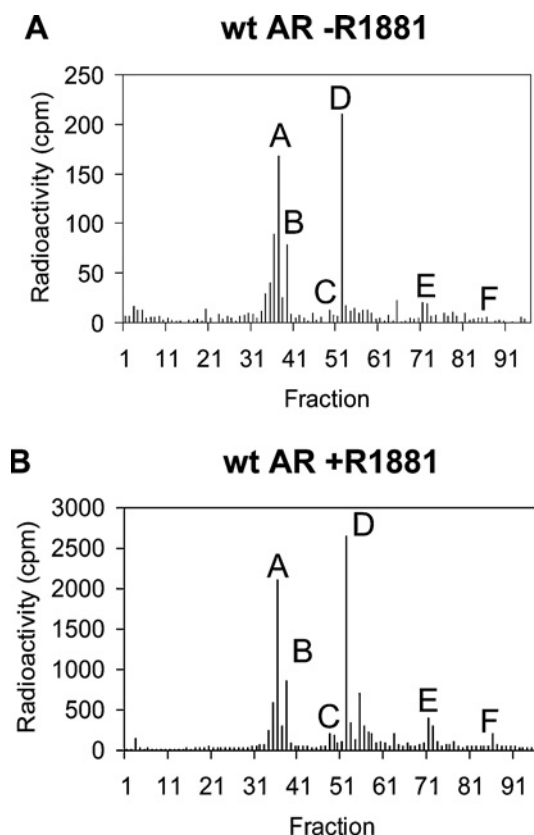 A wt AR -R1881
Radioactivity (cpm)
250
200
150
100
50
0
A
B
C
D
E
F
1 11 21 31 41 51 61 71 81 91
Fraction
B wt AR +R1881
Radioactivity (cpm)
3000
2500
2000
1500
1000
500
0
A
B
C
D
E
F
1 11 21 31 41 51 61 71 81 91
Fraction